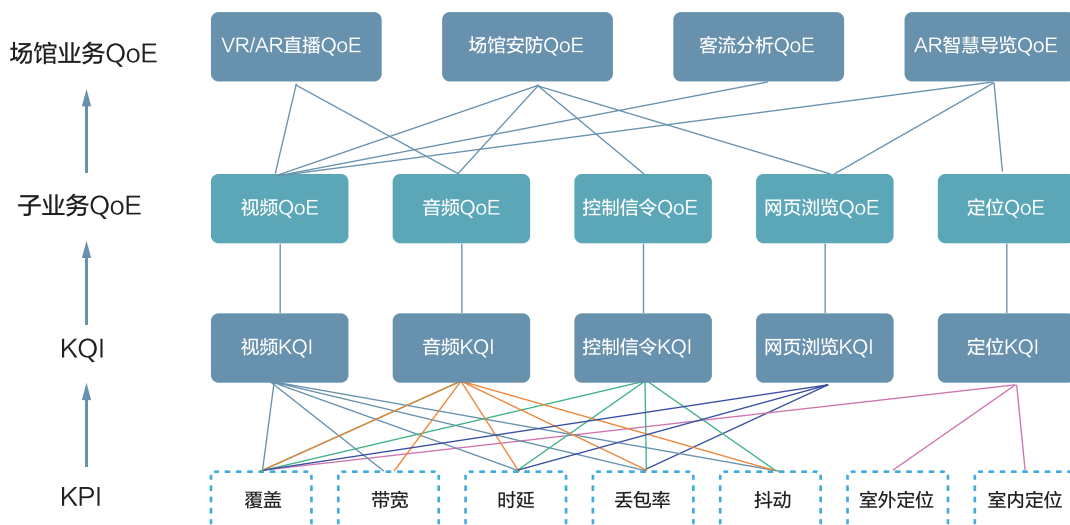 场馆业务QoE
VR/AR直播QoE
场馆安防QoE
客流分析QoE
AR智慧导览QoE
子业务QoE
视频QoE
音频QoE
控制信令QoE
网页浏览QoE
定位QoE
KQI
视频KQI
音频KQI
控制信令KQI
网页浏览KQI
定位KQI
KPI
覆盖
带宽
时延
丢包率
抖动
室外定位
室内定位